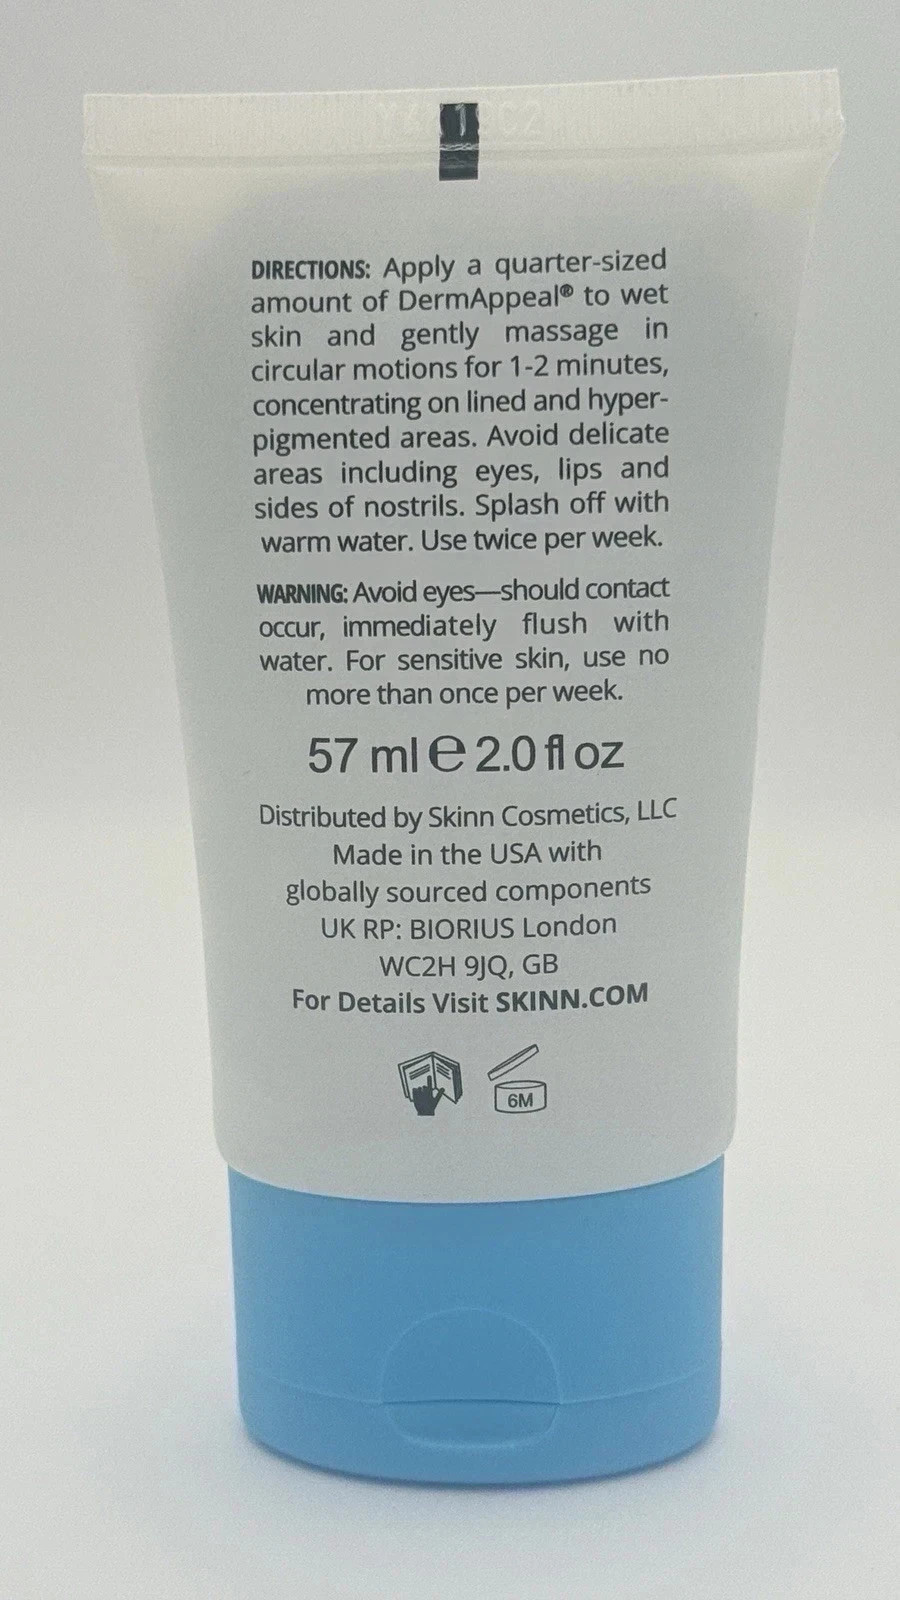 DIRECTIONS: Apply a quarter-sized
amount of DermAppeal® to wet
skin and gently massage in
circular motions for 1-2 minutes,
concentrating on lined and hyper-
pigmented areas. Avoid delicate
areas including eyes, lips and
sides of nostrils. Splash off with
warm water. Use twice per week.
WARNING: Avoid eyes—should contact
occur, immediately flush with
water. For sensitive skin, use no
more than once per week.
57 ml ℮ 2.0 fl oz
Distributed by Skinn Cosmetics, LLC
Made in the USA with
globally sourced components
UK RP: BIORIUS London
WC2H 9JQ, GB
For Details Visit SKINN.COM
6M